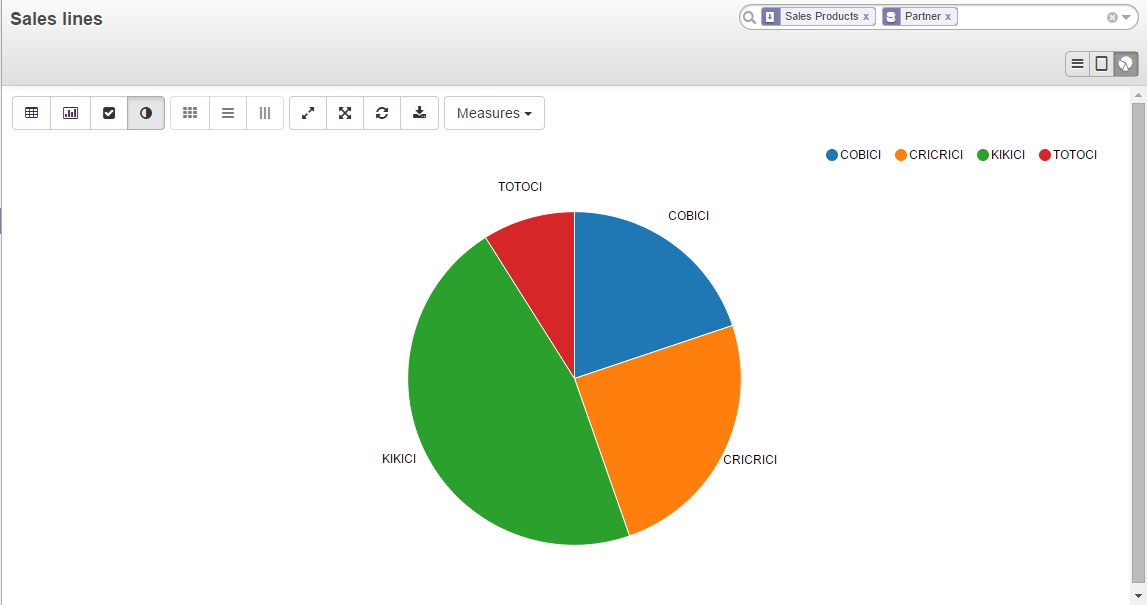 Sales lines
Sales Products x
Partner x
Measures
COBICI
CRICRICI
KIKICI
TOTOCI
TOTOCI
COBICI
KIKICI
CRICRICI